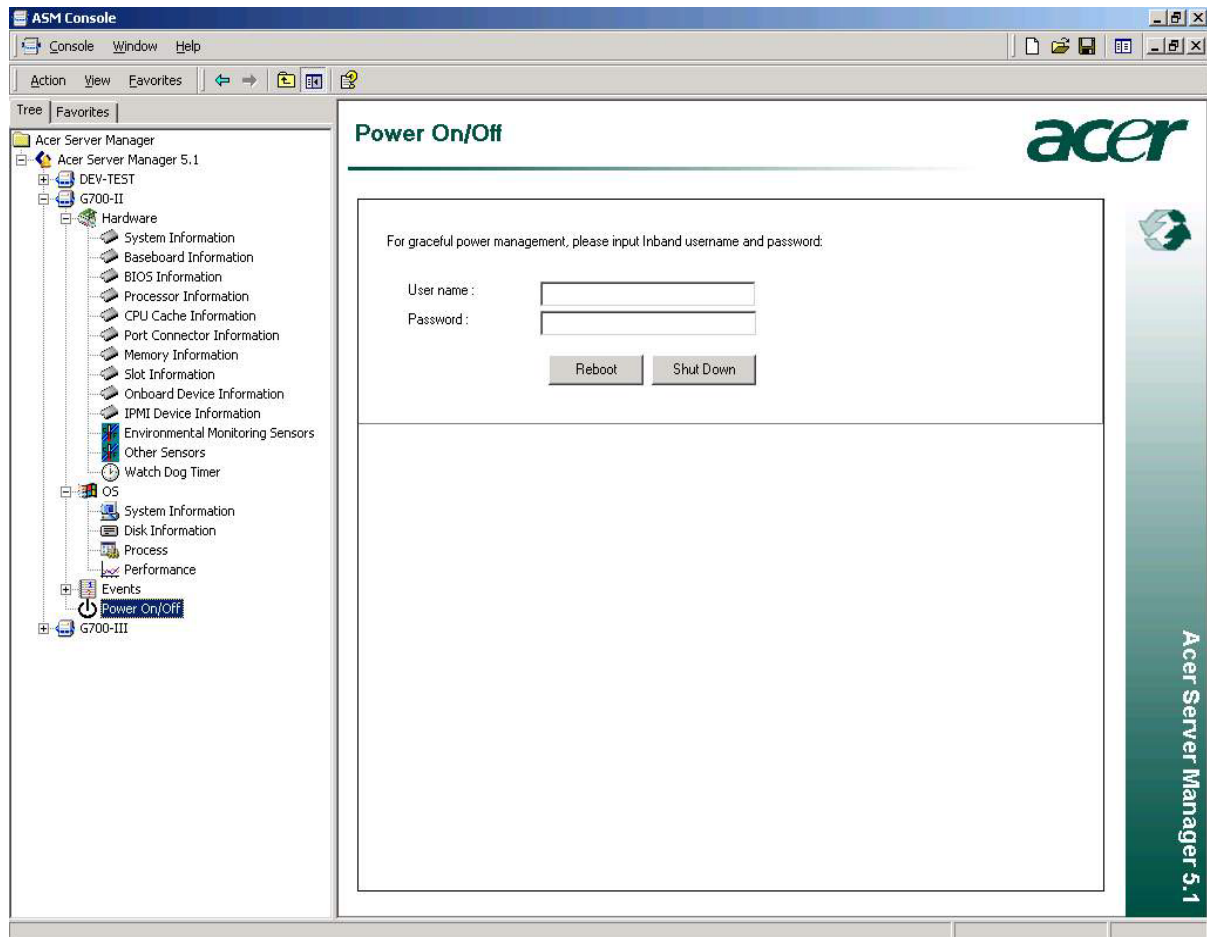 ASM Console
Console Window Help
Action View Favorites
Tree Favorites
Acer Server Manager
Acer Server Manager 5.1
DEV-TEST
G700-II
Hardware
System Information
Baseboard Information
BIOS Information
Processor Information
CPU Cache Information
Port Connector Information
Memory Information
Slot Information
Onboard Device Information
IPMI Device Information
Environmental Monitoring Sensors
Other Sensors
Watch Dog Timer
OS
System Information
Disk Information
Process
Performance
Events
Power On/Off
G700-III
Power On/Off
acer
For graceful power management, please input Inband username and password:
User name :
Password :
Reboot Shut Down
Acer Server Manager 5.1